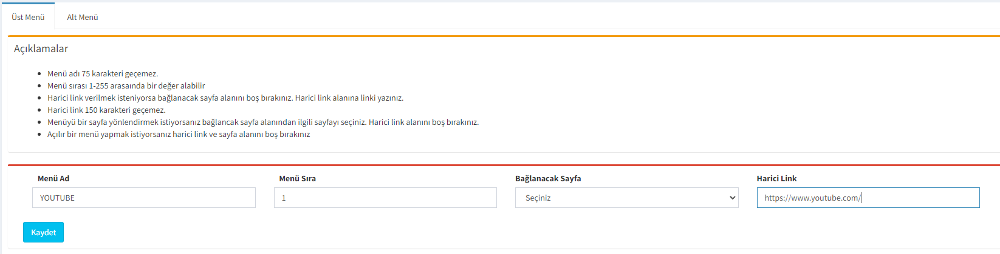 Üst Menü Alt Menü
Açıklamalar
Menü adı 75 karakteri geçemez.
Menü sırası 1-255 arasaında bir değer alabilir
Harici link verilmek isteniyorsa bağlanacak sayfa alanını boş bırakınız. Harici link alanına linki yazınız.
Harici link 150 karakteri geçemez.
Menüyü bir sayfa yönlendirmek istiyorsanız bağlancak sayfa alanından ilgili sayfayı seçiniz. Harici link alanını boş bırakınız.
Açılır bir menü yapmak istiyorsanız harici link ve sayfa alanını boş bırakınız
Menü Ad Menü Sıra Bağlanacak Sayfa Harici Link
YOUTUBE 1 Seçiniz https://www.youtube.com/
Kaydet